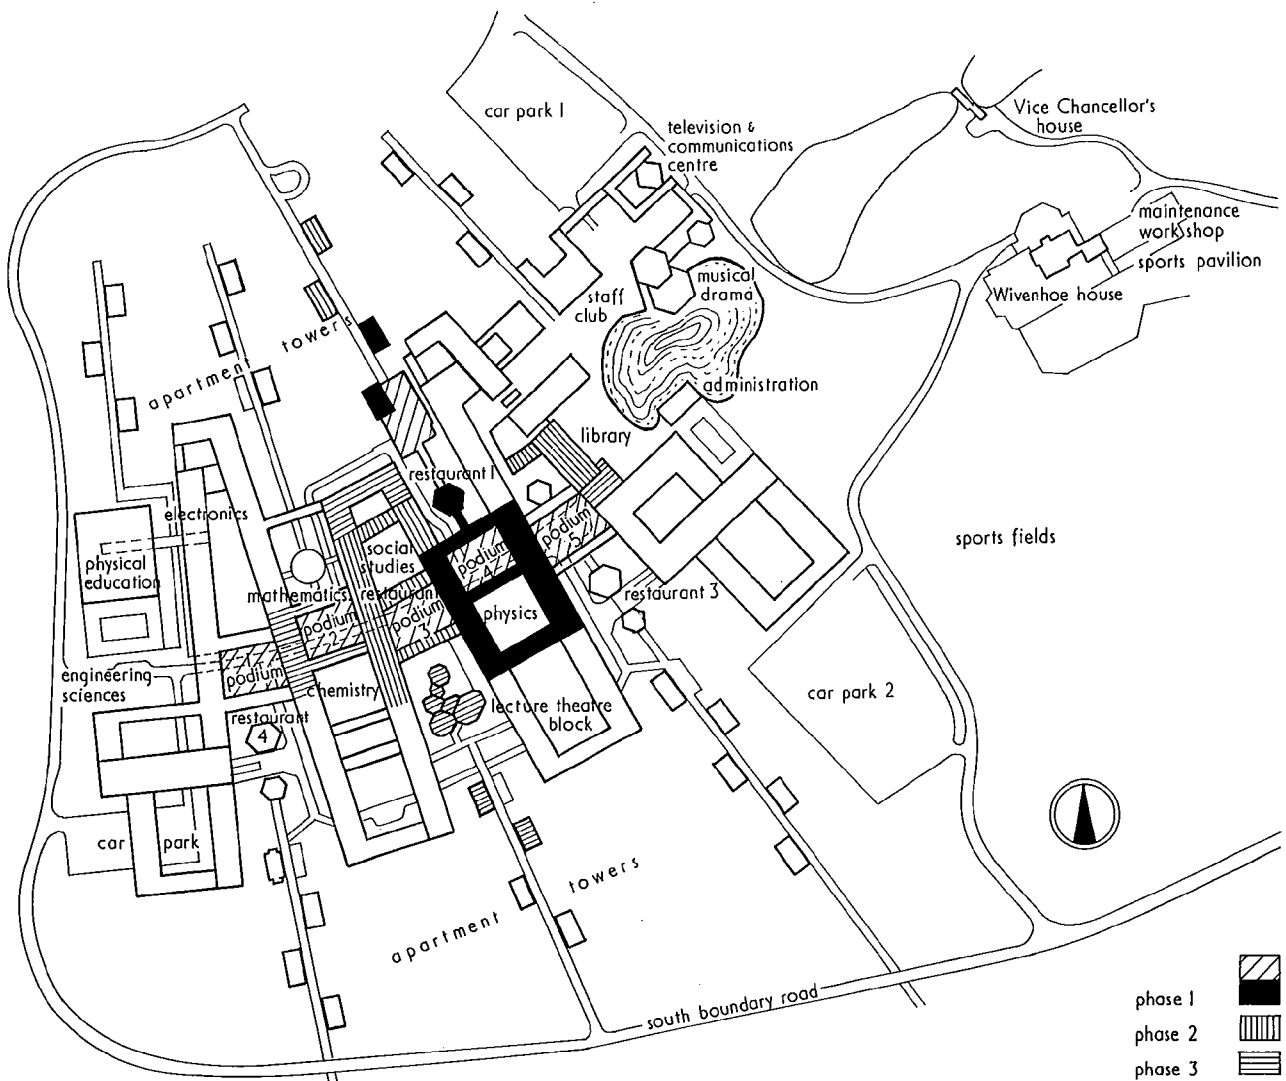 car park 1
television &
communications
centre
Vice Chancellor's
house
maintenance
workshop
sports pavilion
Wivenhoe house
musical
drama
staff
club
apartment towers
administration
library
restaurant 1
electronics
podium
5
sports fields
social
studies
podium
4
physical
education
mathematics
restaurant
restaurant 3
physics
podium
2
podium
3
engineering
sciences
podium
1
chemistry
car park 2
lecture theatre
block
restaurant
4
car park
apartment towers
south boundary road
phase 1
phase 2
phase 3